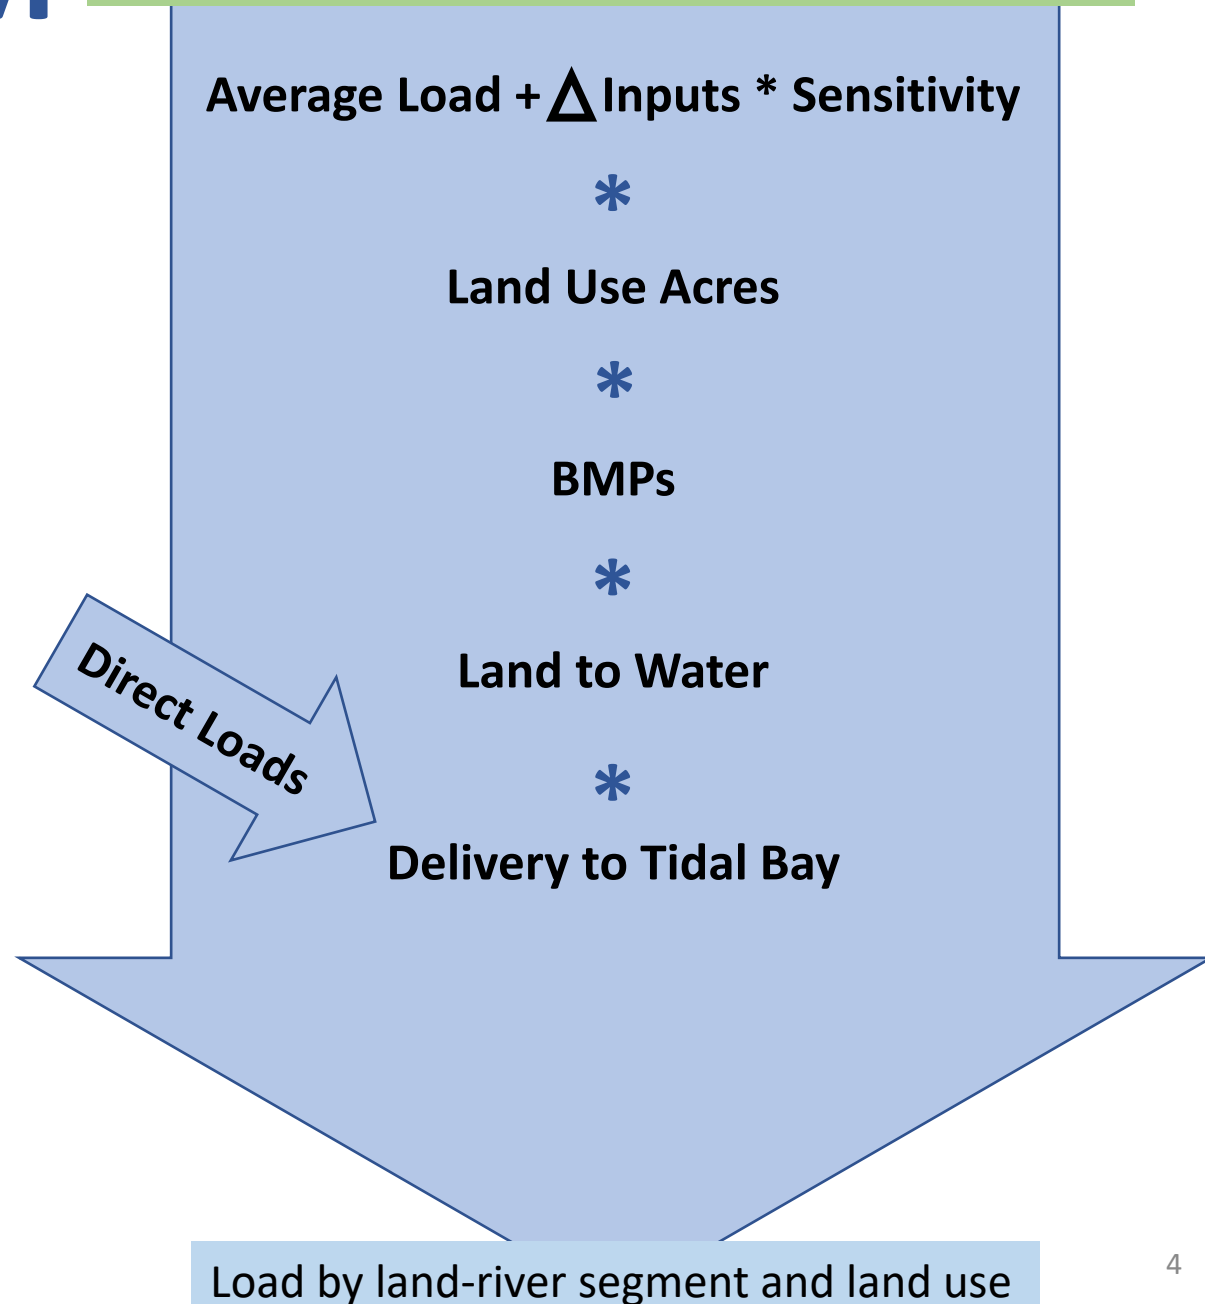 Average Load + Δ Inputs * Sensitivity
*
Land Use Acres
*
BMPs
*
Land to Water
Direct Loads
*
Delivery to Tidal Bay
Load by land-river segment and land use
4